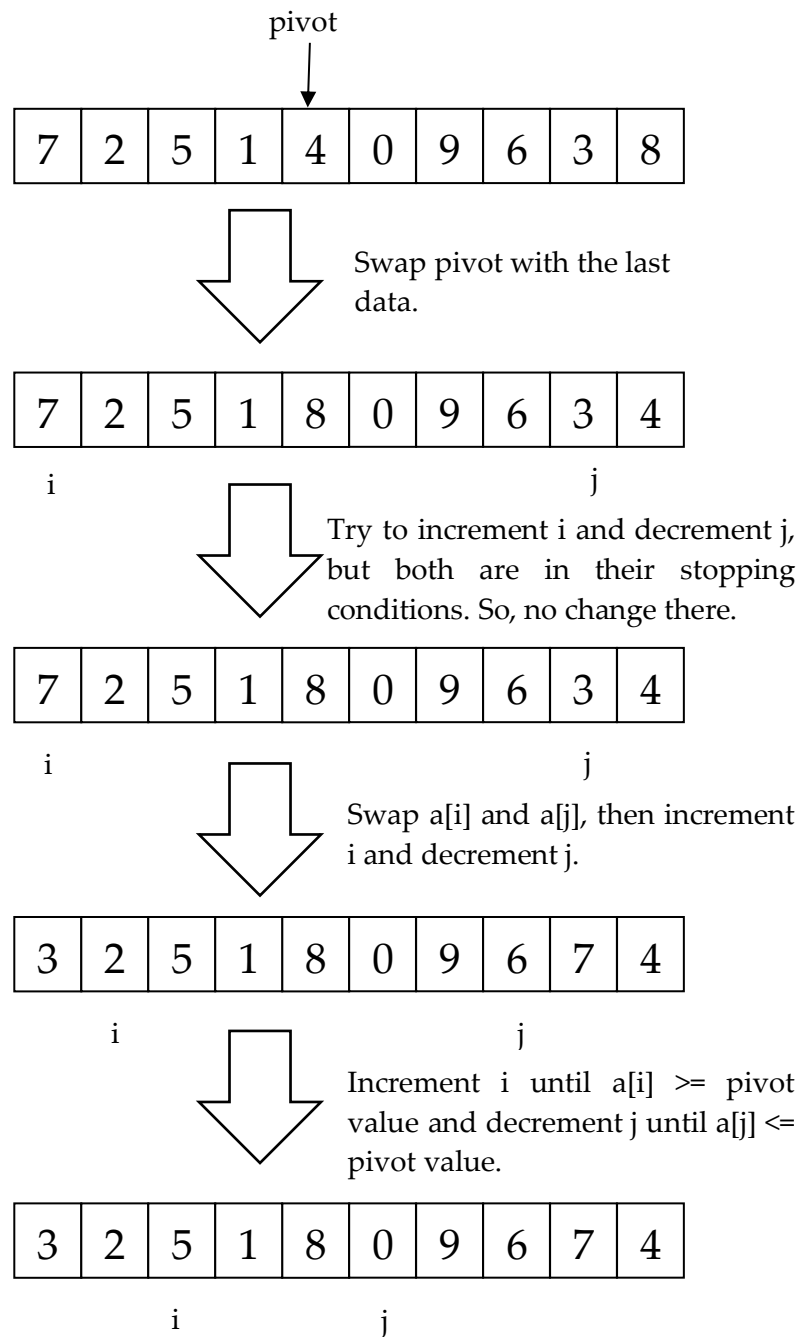 pivot
7 2 5 1 4 0 9 6 3 8
Swap pivot with the last
data.
7 2 5 1 8 0 9 6 3 4
i j
Try to increment i and decrement j,
but both are in their stopping
conditions. So, no change there.
7 2 5 1 8 0 9 6 3 4
i j
Swap a[i] and a[j], then increment
i and decrement j.
3 2 5 1 8 0 9 6 7 4
i j
Increment i until a[i] >= pivot
value and decrement j until a[j] <=
pivot value.
3 2 5 1 8 0 9 6 7 4
i j